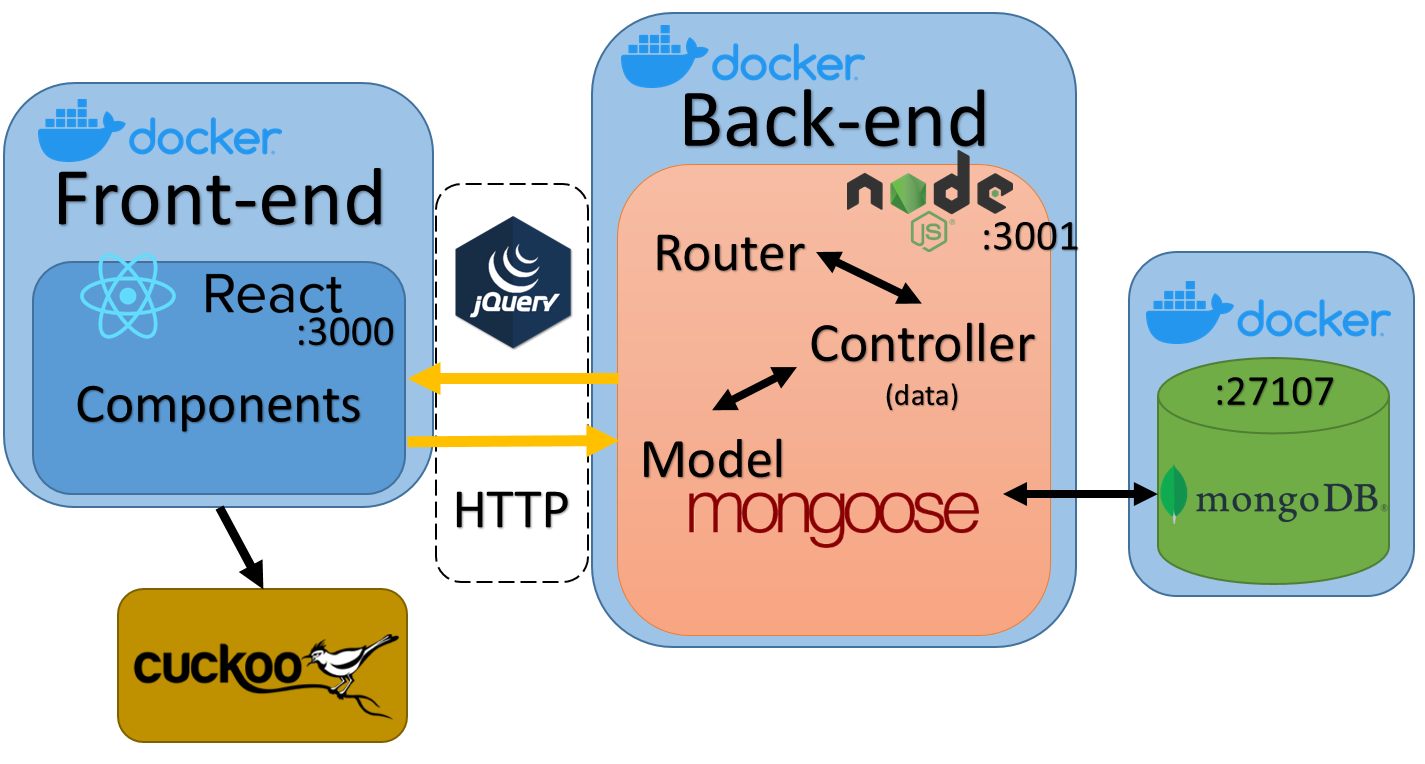 docker
Front-end
React
:3000
Components
cuckoo
jQuery
HTTP
docker
Back-end
node
JS
:3001
Router
Controller
(data)
Model
mongoose
docker
:27107
mongoDB